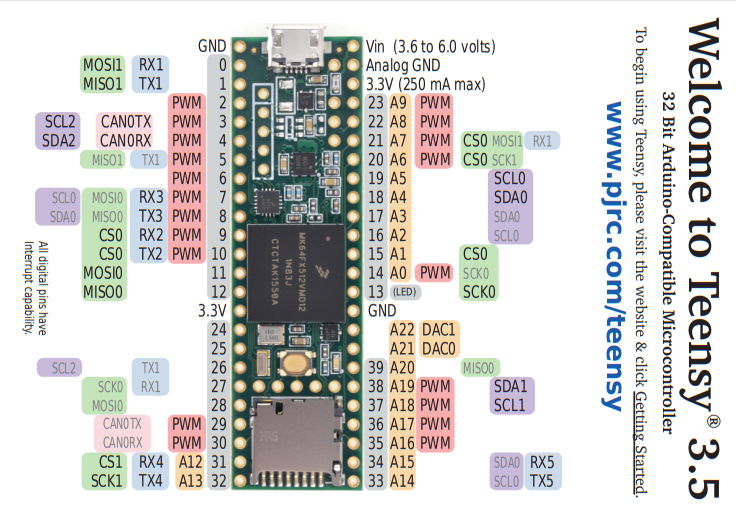 Welcome to Teensy® 3.5
32 Bit Arduino-Compatible Microcontroller
To begin using Teensy, please visit the website & click Getting Started.
www.pjrc.com/teensy
GND Vin (3.6 to 6.0 volts)
MOSI1 RX1 0 Analog GND
MISO1 TX1 1 3.3V (250 mA max)
PWM 2 23 A9 PWM
SCL2 CAN0TX PWM 3 22 A8 PWM
SDA2 CAN0RX PWM 4 21 A7 PWM CS0 MOSI1 RX1
MISO1 TX1 PWM 5 20 A6 PWM CS0 SCK1
PWM 6 19 A5 SCL0
SCL0 MOSI0 RX3 PWM 7 18 A4 SDA0
SDA0 MISO0 TX3 PWM 8 17 A3 SDA0
CS0 RX2 PWM 9 16 A2 SCL0
CS0 TX2 PWM 10 15 A1 CS0
MOSI0 11 14 A0 PWM SCK0
MISO0 12 13 (LED) SCK0
3.3V GND
24 A22 DAC1
25 A21 DAC0
SCL2 TX1 26 39 A20 MISO0
SCK0 RX1 27 38 A19 PWM SDA1
MOSI0 28 37 A18 PWM SCL1
CAN0TX PWM 29 36 A17 PWM
CAN0RX PWM 30 35 A16 PWM
CS1 RX4 A12 31 34 A15 SDA0 RX5
SCK1 TX4 A13 32 33 A14 SCL0 TX5
All digital pins have
Interrupt capability.
MK64FX512VMD12
1N83J
CTCTAK1550A